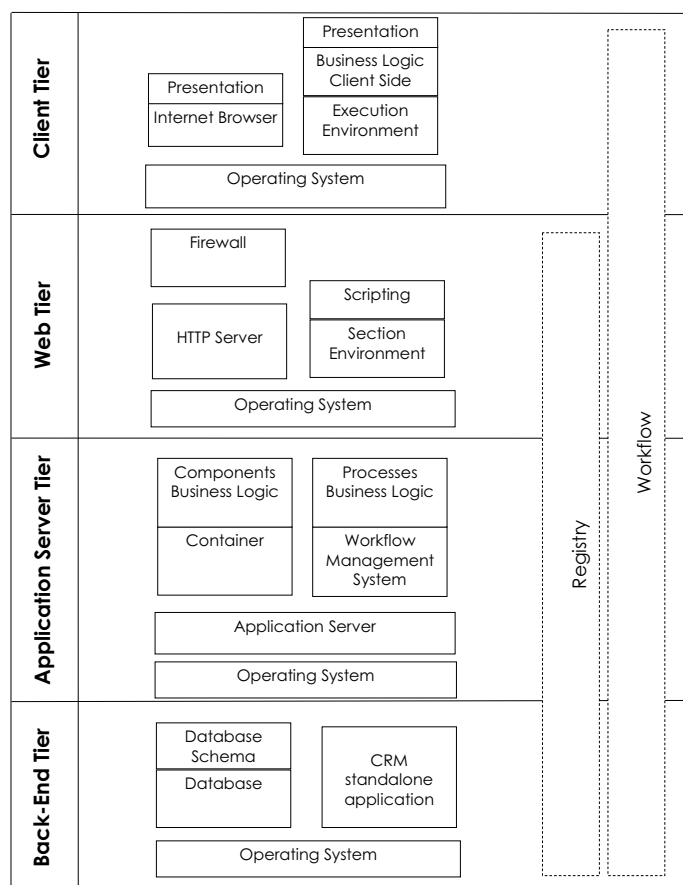 Client Tier
Presentation
Internet Browser
Presentation
Business Logic
Client Side
Execution
Environment
Operating System
Web Tier
Firewall
HTTP Server
Scripting
Section
Environment
Operating System
Application Server Tier
Components
Business Logic
Container
Processes
Business Logic
Workflow
Management
System
Application Server
Operating System
Back-End Tier
Database
Schema
Database
CRM
standalone
application
Operating System
Registry
Workflow